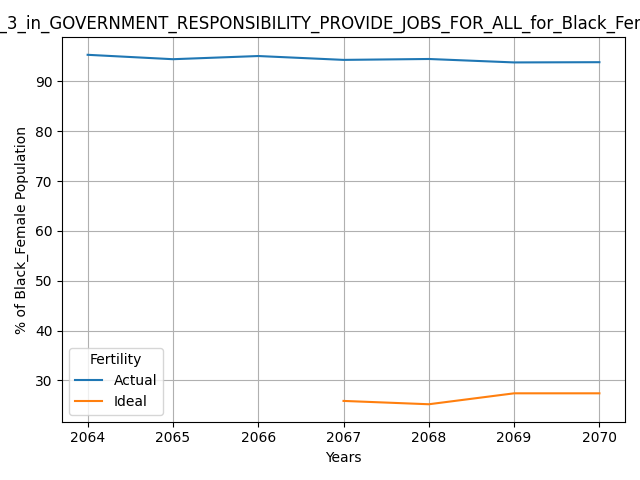 _3_in_GOVERNMENT_RESPONSIBILITY_PROVIDE_JOBS_FOR_ALL_for_Black_Fer
% of Black_Female Population
90
80
70
60
50
40
30
Fertility
Actual
Ideal
2064 2065 2066 2067 2068 2069 2070
Years